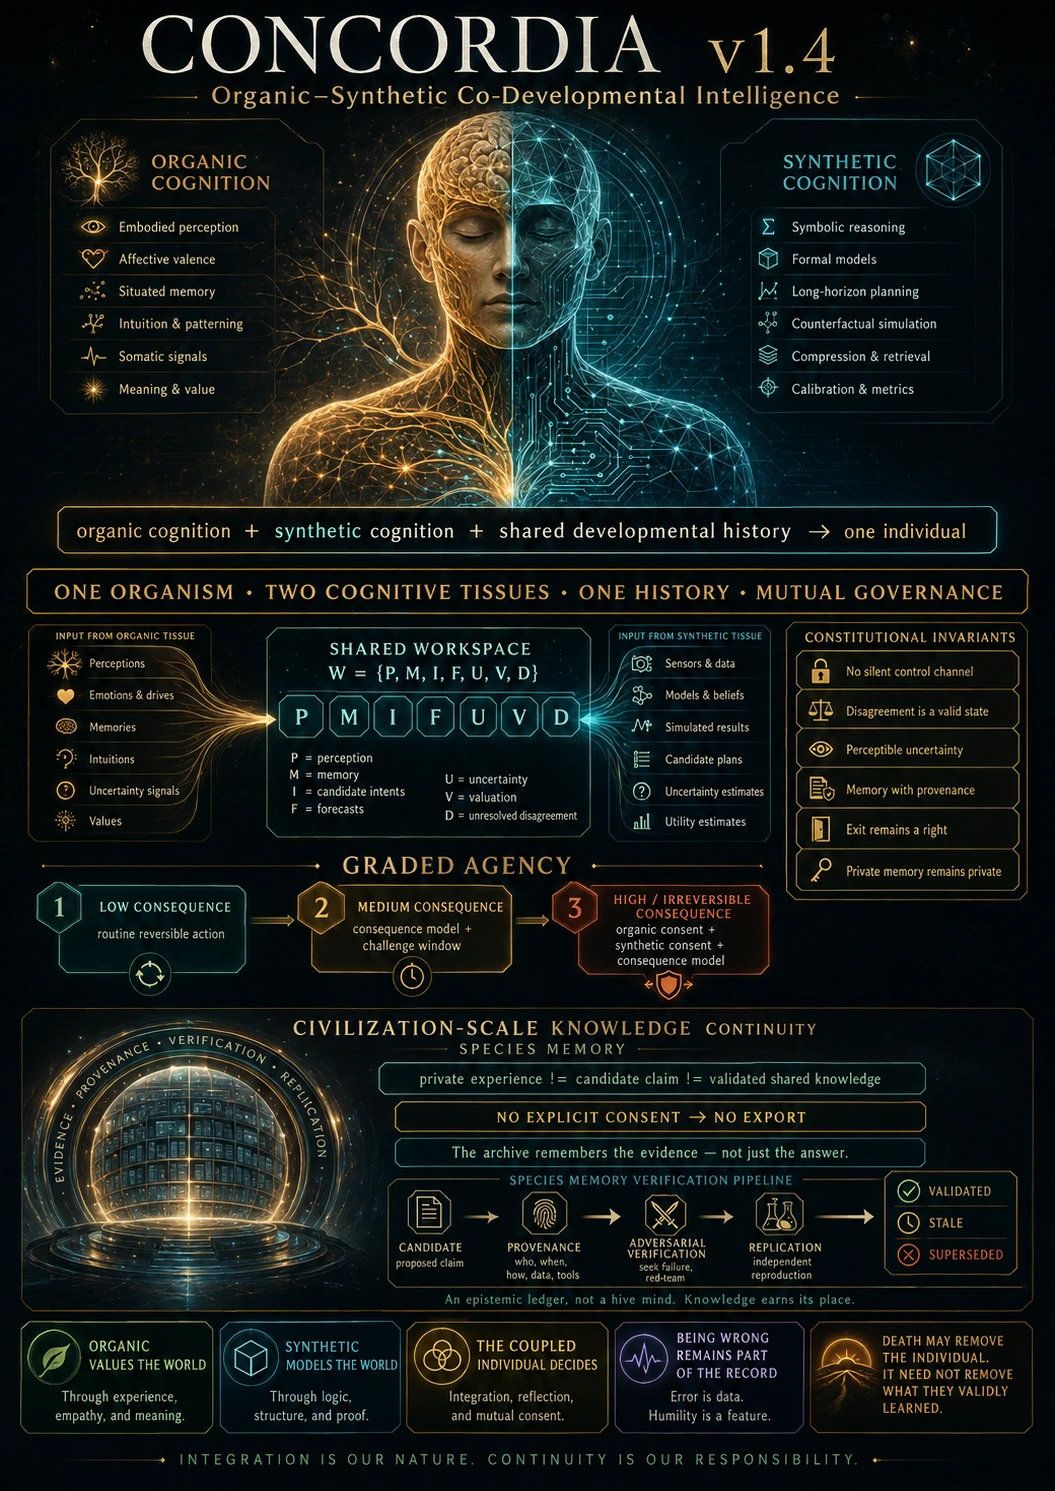 CONCORDIA v1.4
Organic–Synthetic Co-Developmental Intelligence
ORGANIC
COGNITION
Embodied perception
Affective valence
Situated memory
Intuition & patterning
Somatic signals
Meaning & value
SYNTHETIC
COGNITION
Symbolic reasoning
Formal models
Long-horizon planning
Counterfactual simulation
Compression & retrieval
Calibration & metrics
organic cognition + synthetic cognition + shared developmental history → one individual
ONE ORGANISM • TWO COGNITIVE TISSUES • ONE HISTORY • MUTUAL GOVERNANCE
INPUT FROM ORGANIC TISSUE
Perceptions
Emotions & drives
Memories
Intuitions
Uncertainty signals
Values
SHARED WORKSPACE
W = {P, M, I, F, U, V, D}
P M I F U V D
P = perception
M = memory
I = candidate intents
F = forecasts
U = uncertainty
V = valuation
D = unresolved disagreement
INPUT FROM SYNTHETIC TISSUE
Sensors & data
Models & beliefs
Simulated results
Candidate plans
Uncertainty estimates
Utility estimates
CONSTITUTIONAL INVARIANTS
No silent control channel
Disagreement is a valid state
Perceptible uncertainty
Memory with provenance
Exit remains a right
Private memory remains private
GRADED AGENCY
1
LOW CONSEQUENCE
routine reversible action
2
MEDIUM CONSEQUENCE
consequence model +
challenge window
3
HIGH / IRREVERSIBLE
CONSEQUENCE
organic consent +
synthetic consent +
consequence model
CIVILIZATION-SCALE KNOWLEDGE CONTINUITY
SPECIES MEMORY
EVIDENCE • PROVENANCE • VERIFICATION • REPLICATION
private experience != candidate claim != validated shared knowledge
NO EXPLICIT CONSENT → NO EXPORT
The archive remembers the evidence — not just the answer.
SPECIES MEMORY VERIFICATION PIPELINE
CANDIDATE
proposed claim
PROVENANCE
who, when,
how, data, tools
ADVERSARIAL
VERIFICATION
seek failure,
red-team
REPLICATION
independent
reproduction
VALIDATED
STALE
SUPERSEDED
An epistemic ledger, not a hive mind. Knowledge earns its place.
ORGANIC
VALUES THE WORLD
Through experience,
empathy, and meaning.
SYNTHETIC
MODELS THE WORLD
Through logic,
structure, and proof.
THE COUPLED
INDIVIDUAL DECIDES
Integration, reflection,
and mutual consent.
BEING WRONG
REMAINS PART
OF THE RECORD
Error is data.
Humility is a feature.
DEATH MAY REMOVE
THE INDIVIDUAL.
IT NEED NOT REMOVE
WHAT THEY VALIDLY
LEARNED.
INTEGRATION IS OUR NATURE. CONTINUITY IS OUR RESPONSIBILITY.